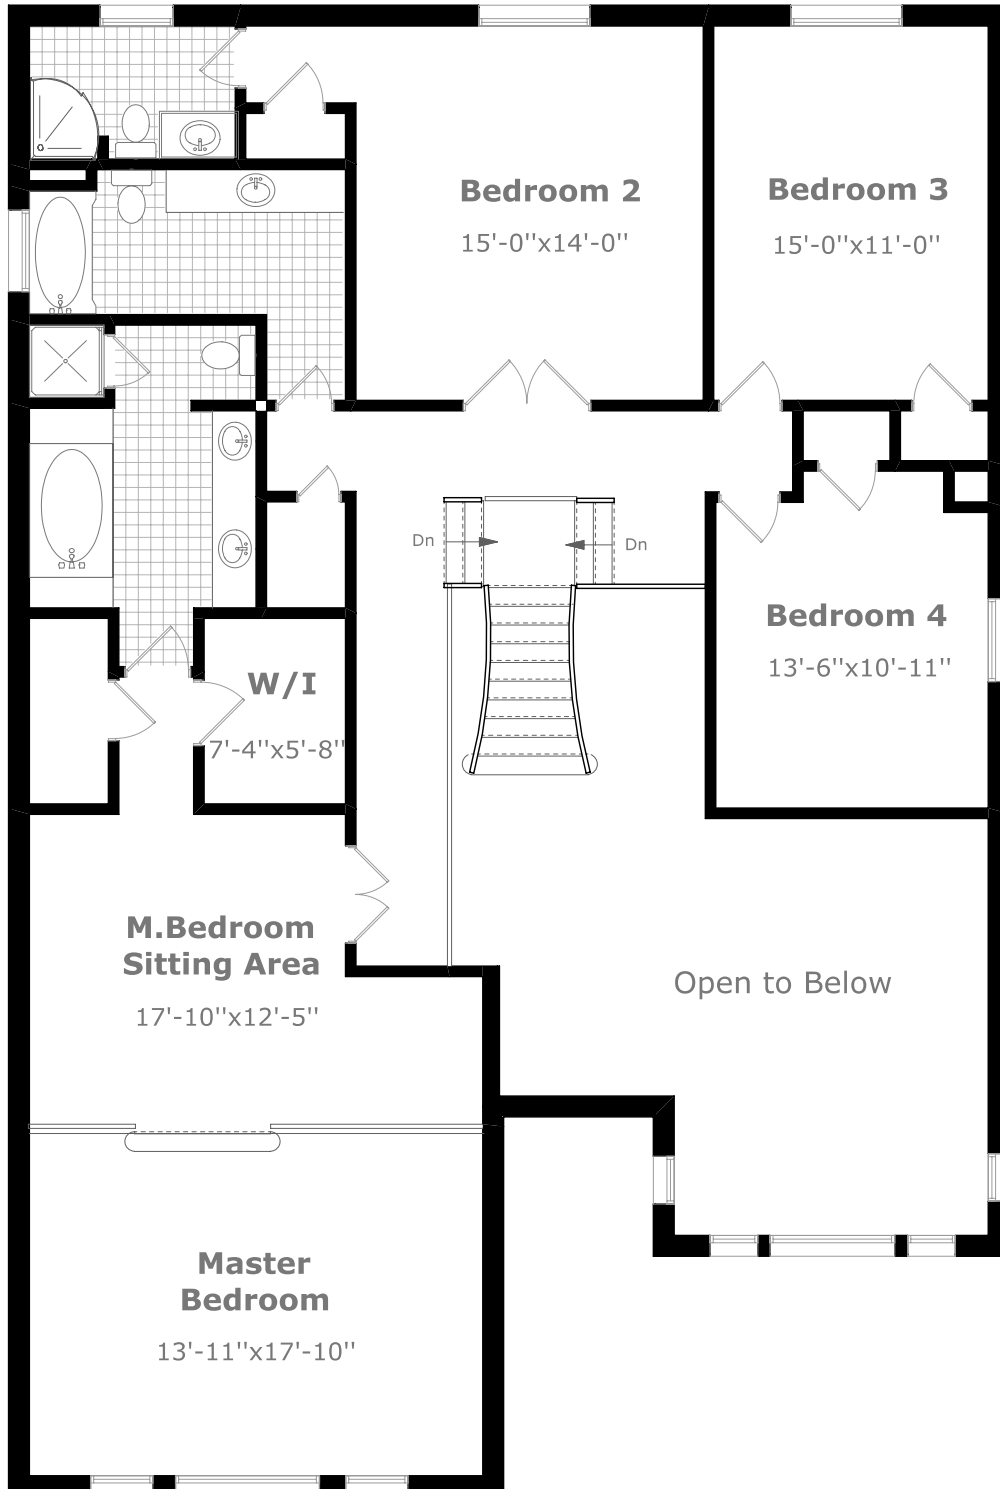 Bedroom 2
15'-0''x14'-0''
Bedroom 3
15'-0''x11'-0''
Dn
Dn
Bedroom 4
13'-6''x10'-11''
W/I
7'-4''x5'-8''
M.Bedroom
Sitting Area
17'-10''x12'-5''
Open to Below
Master
Bedroom
13'-11''x17'-10''